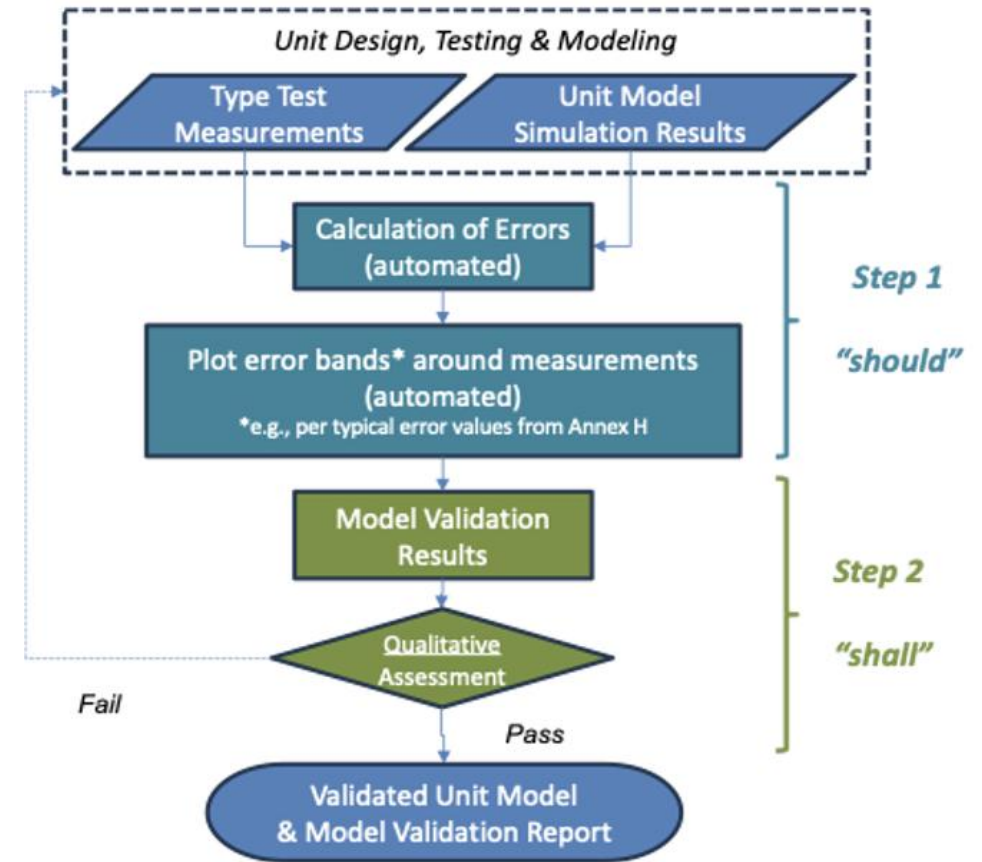 Unit Design, Testing & Modeling
Type Test
Measurements
Unit Model
Simulation Results
Calculation of Errors
(automated)
Step 1
"should"
Plot error bands* around measurements
(automated)
*e.g., per typical error values from Annex H
Model Validation
Results
Step 2
"shall"
Qualitative
Assessment
Fail
Pass
Validated Unit Model
& Model Validation Report